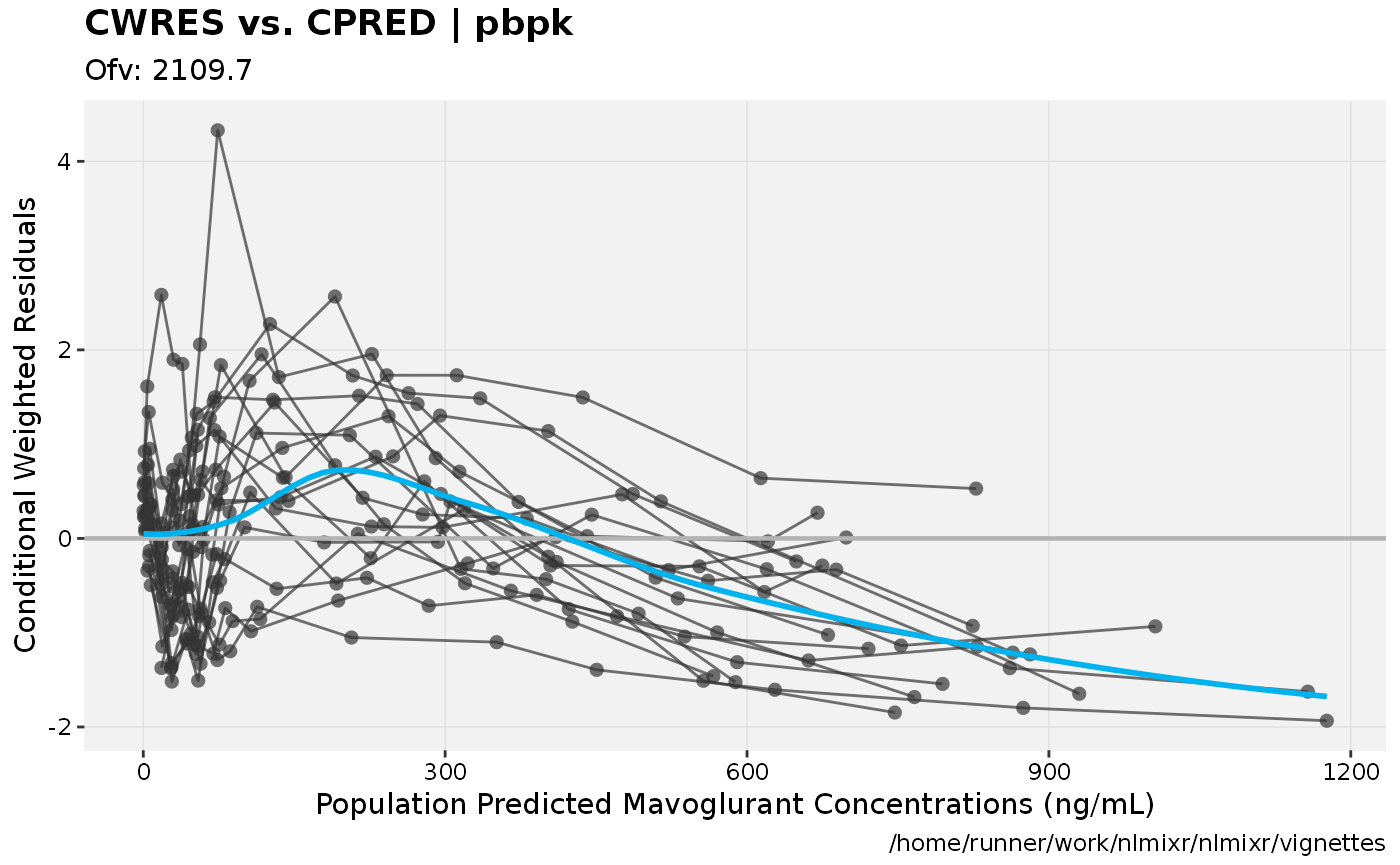 CWRES vs. CPRED | pbpk
Ofv: 2109.7
Conditional Weighted Residuals
4
2
0
-2
0
300
600
900
1200
Population Predicted Mavoglurant Concentrations (ng/mL)
/home/runner/work/nlmixr/nlmixr/vignettes